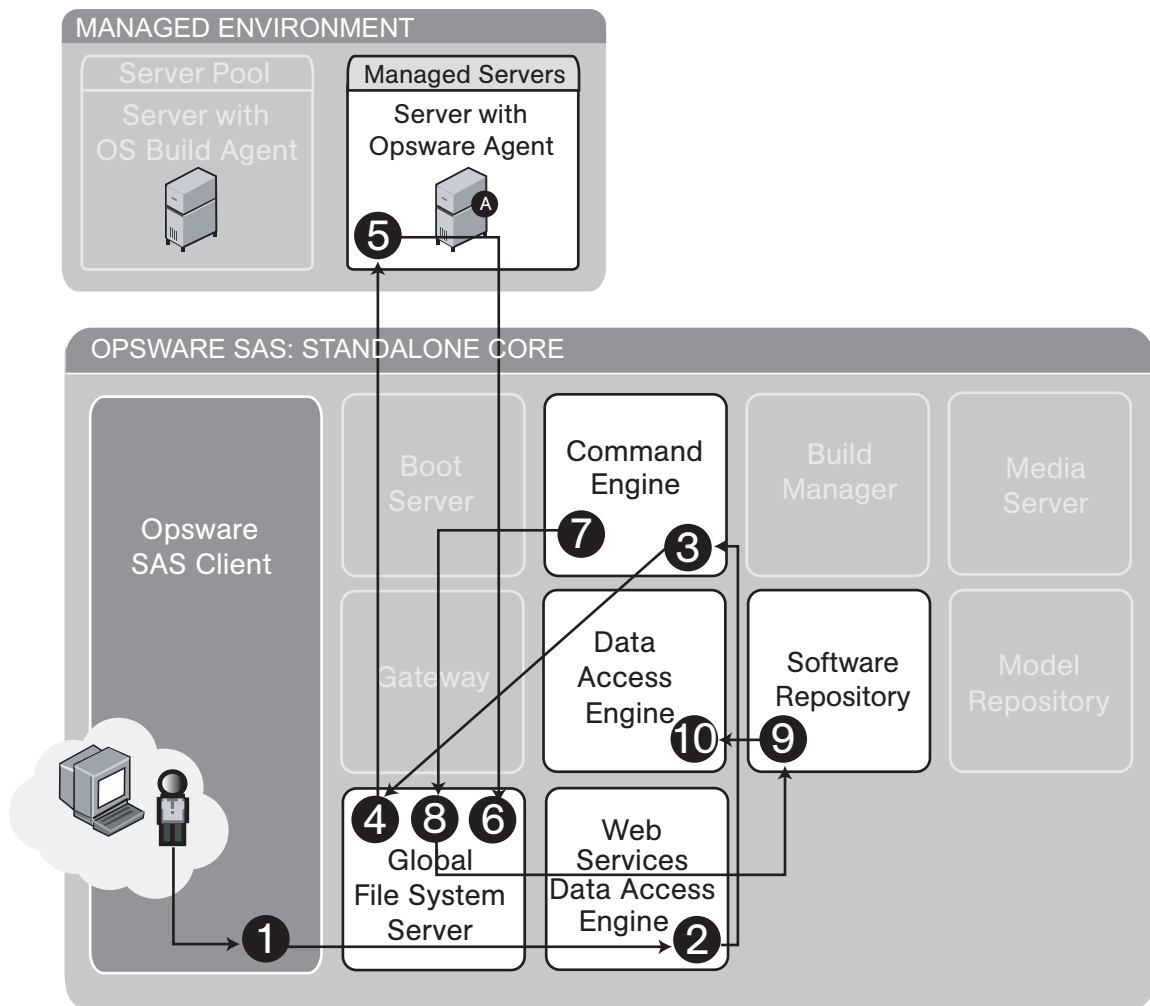 MANAGED ENVIRONMENT
Server Pool
Server with
OS Build Agent
Managed Servers
Server with
Opsware Agent
A
5
OPSWARE SAS: STANDALONE CORE
Opsware
SAS Client
Boot
Server
Command
Engine
7
3
Build
Manager
Media
Server
Gateway
Data
Access
Engine
10
Software
Repository
9
Model
Repository
4
8
6
Global
File System
Server
Web
Services
Data Access
Engine
2
1